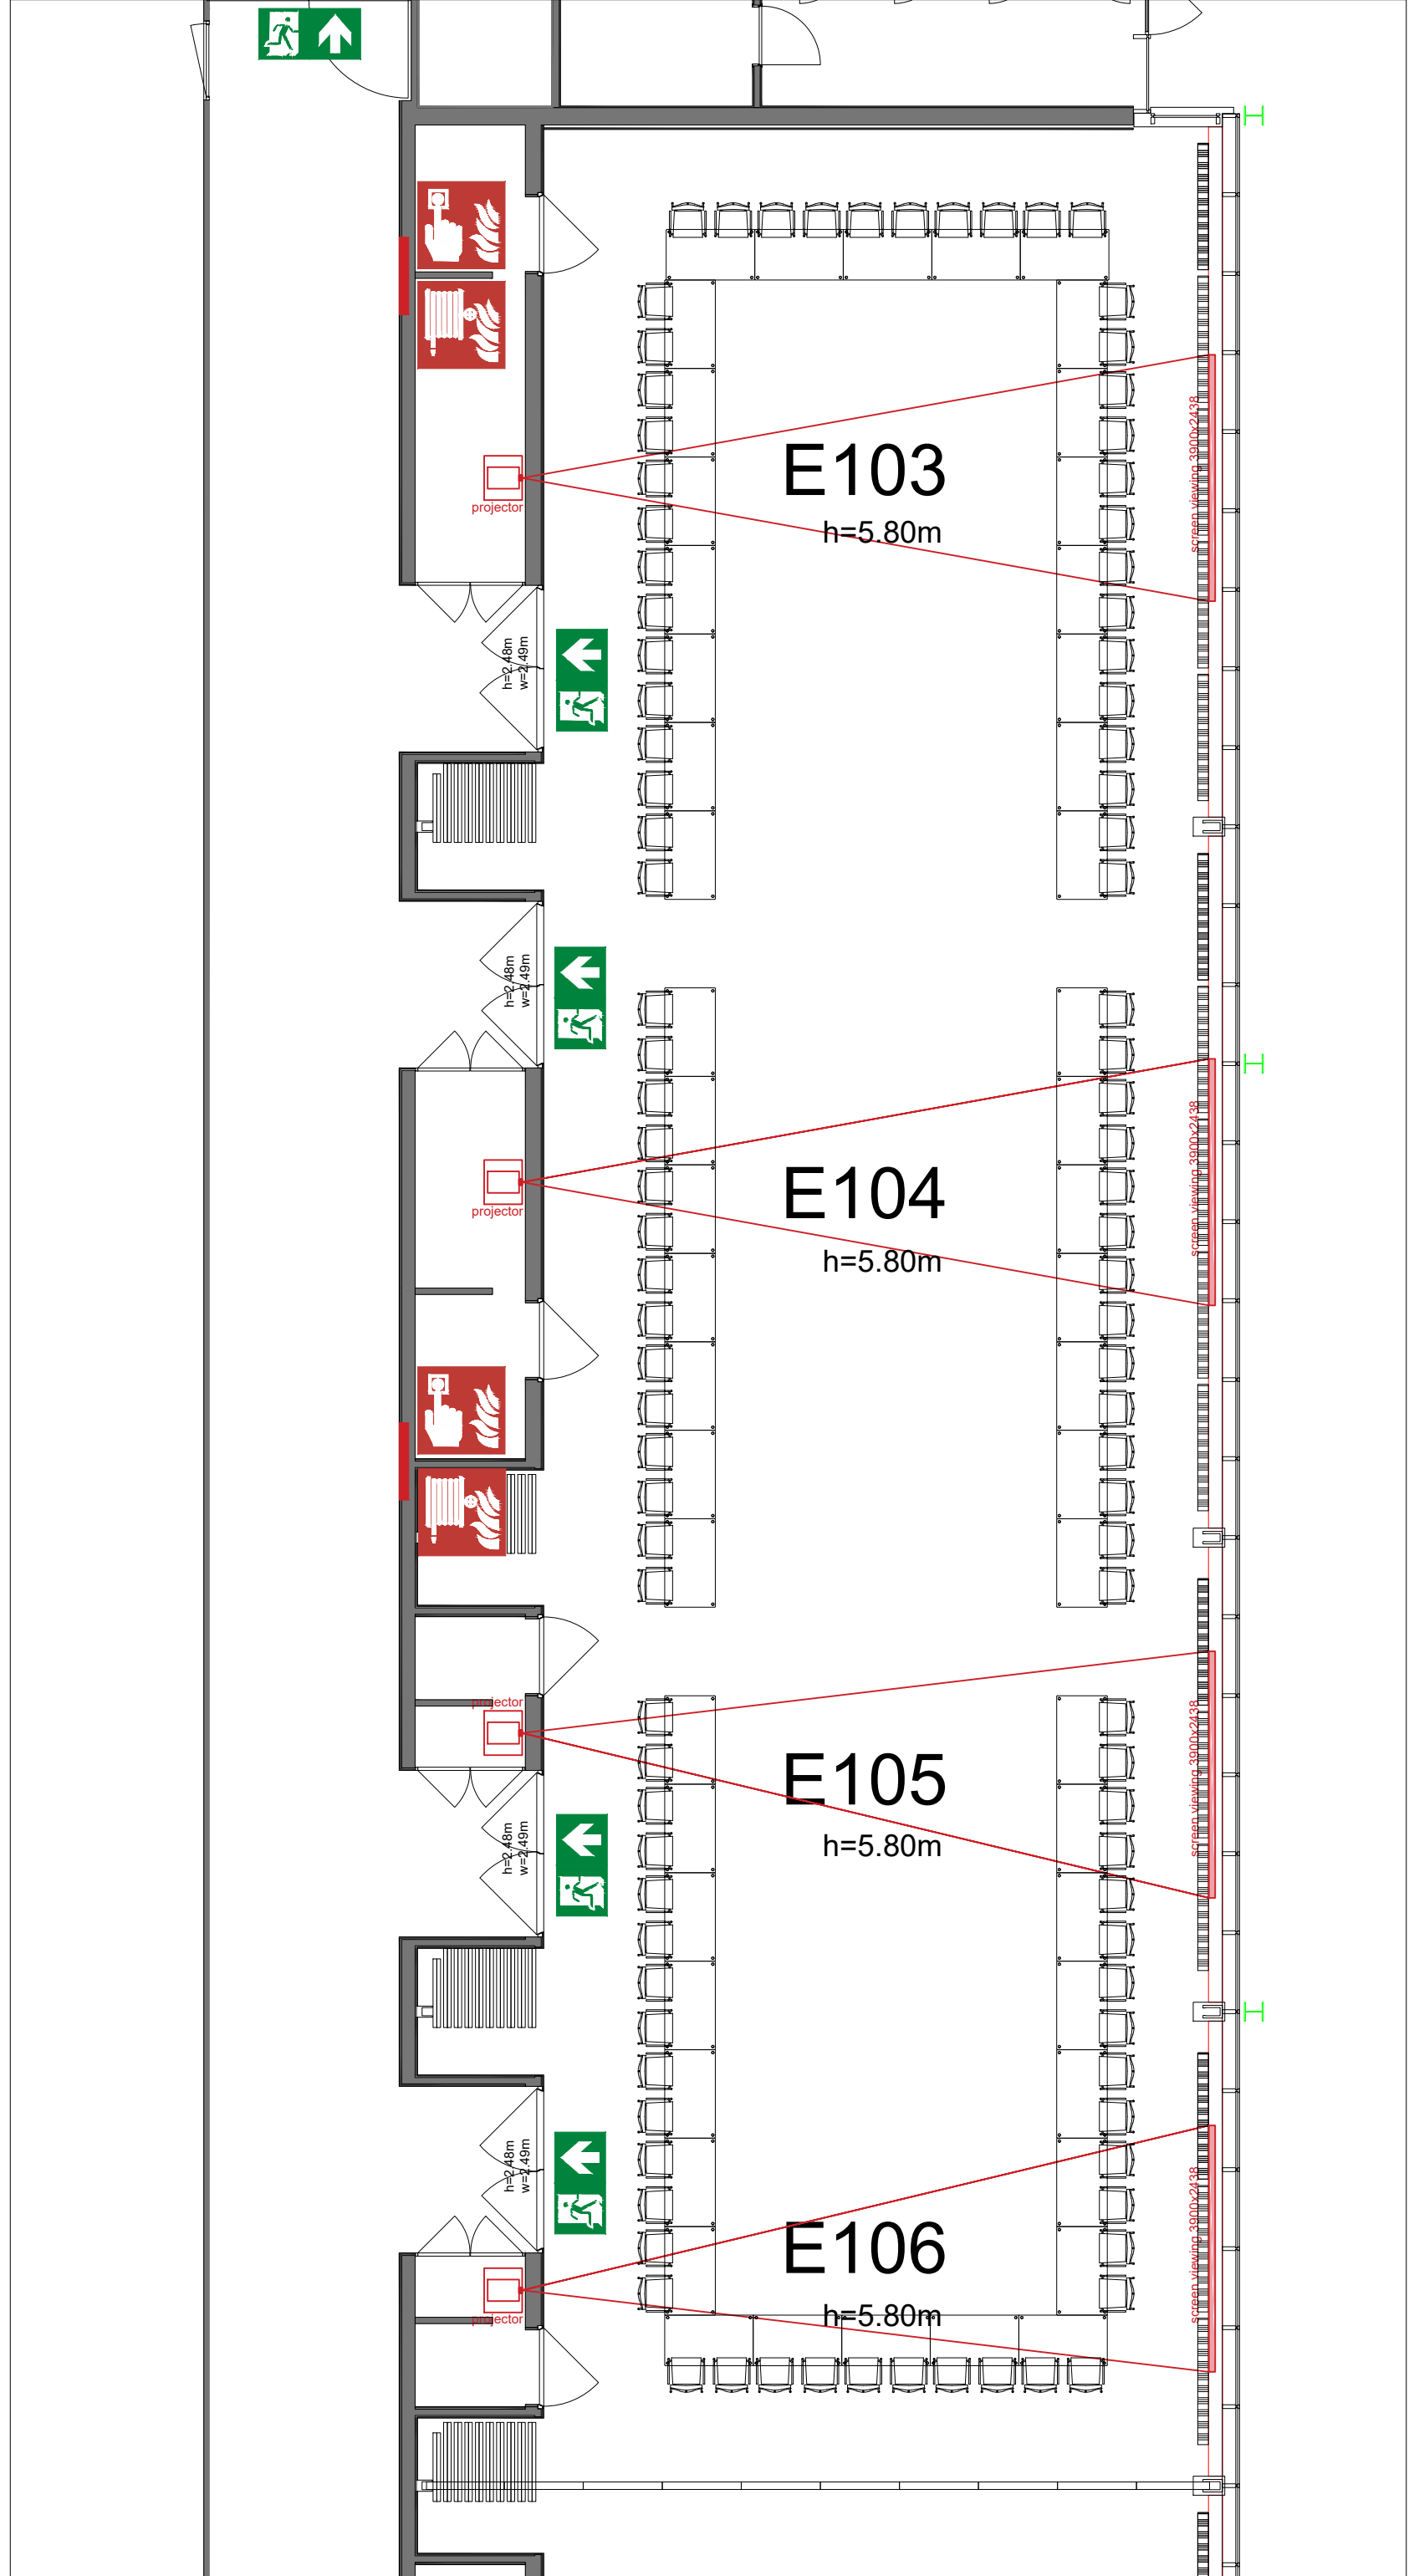 projector
screen viewing 3900x2438
E103
h=5.80m
h=2.48m
w=2.49m
h=2.48m
w=2.49m
projector
screen viewing 3900x2438
E104
h=5.80m
projector
screen viewing 3900x2438
E105
h=5.80m
h=2.48m
w=2.49m
h=2.48m
w=2.49m
projector
screen viewing 3900x2438
E106
h=5.80m